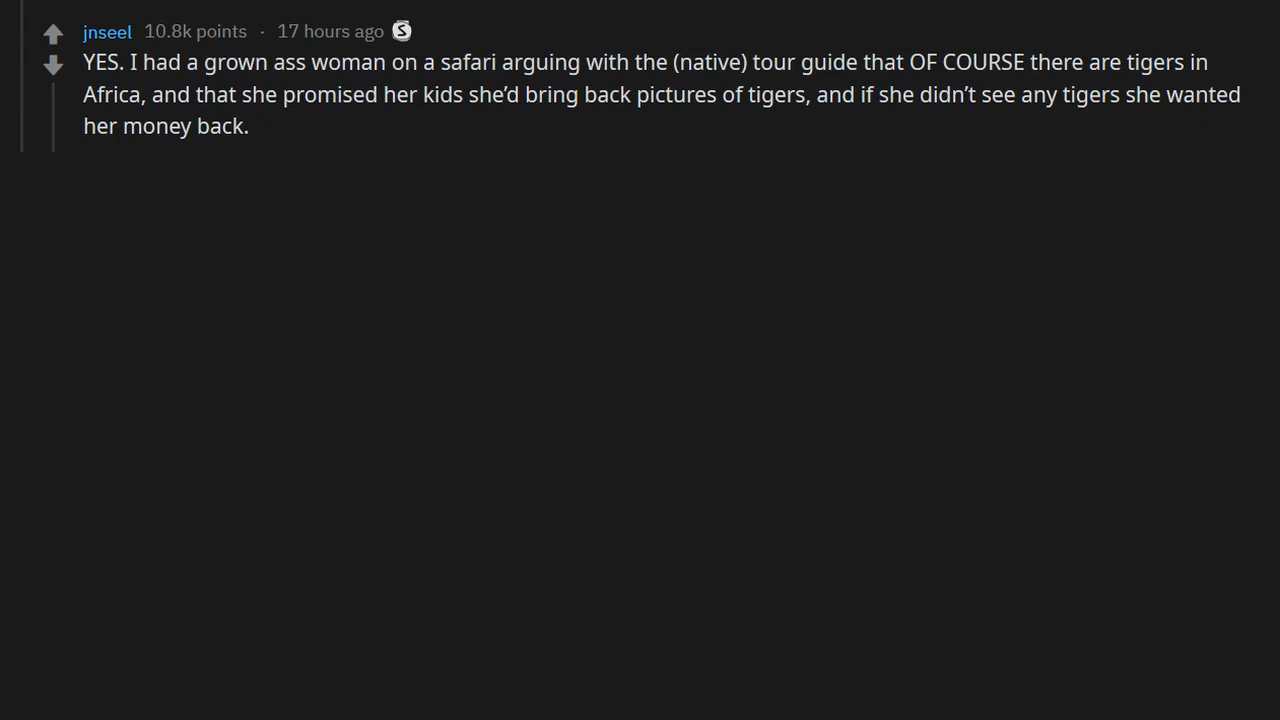 jnseel 10.8k points · 17 hours ago S
YES. I had a grown ass woman on a safari arguing with the (native) tour guide that OF COURSE there are tigers in
Africa, and that she promised her kids she’d bring back pictures of tigers, and if she didn’t see any tigers she wanted
her money back.